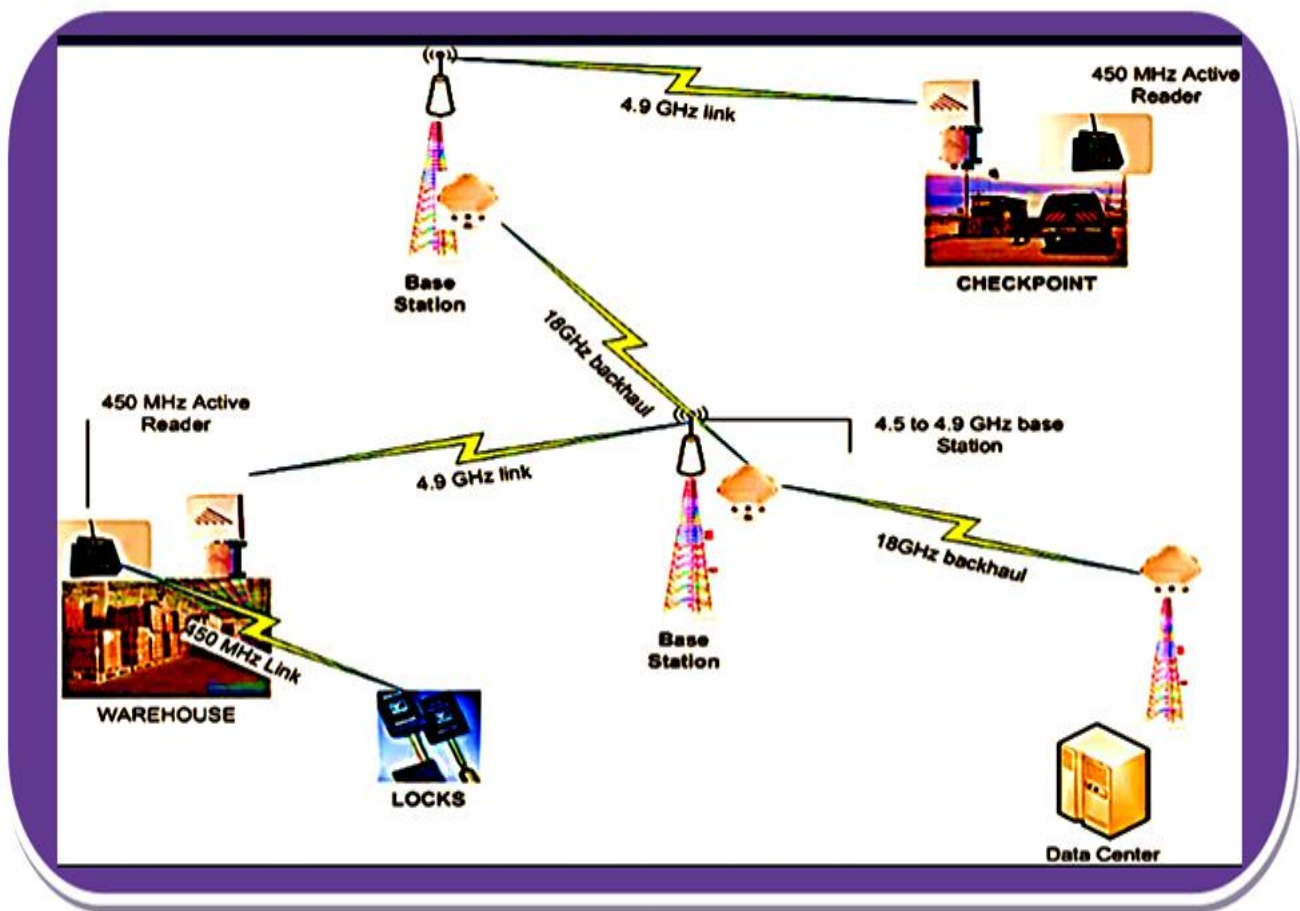 4.9 GHz link
450 MHz Active
Reader
CHECKPOINT
Base
Station
18GHz backhaul
450 MHz Active
Reader
4.9 GHz link
4.5 to 4.9 GHz base
Station
18GHz backhaul
450 MHz Link
Base
Station
WAREHOUSE
LOCKS
Data Center